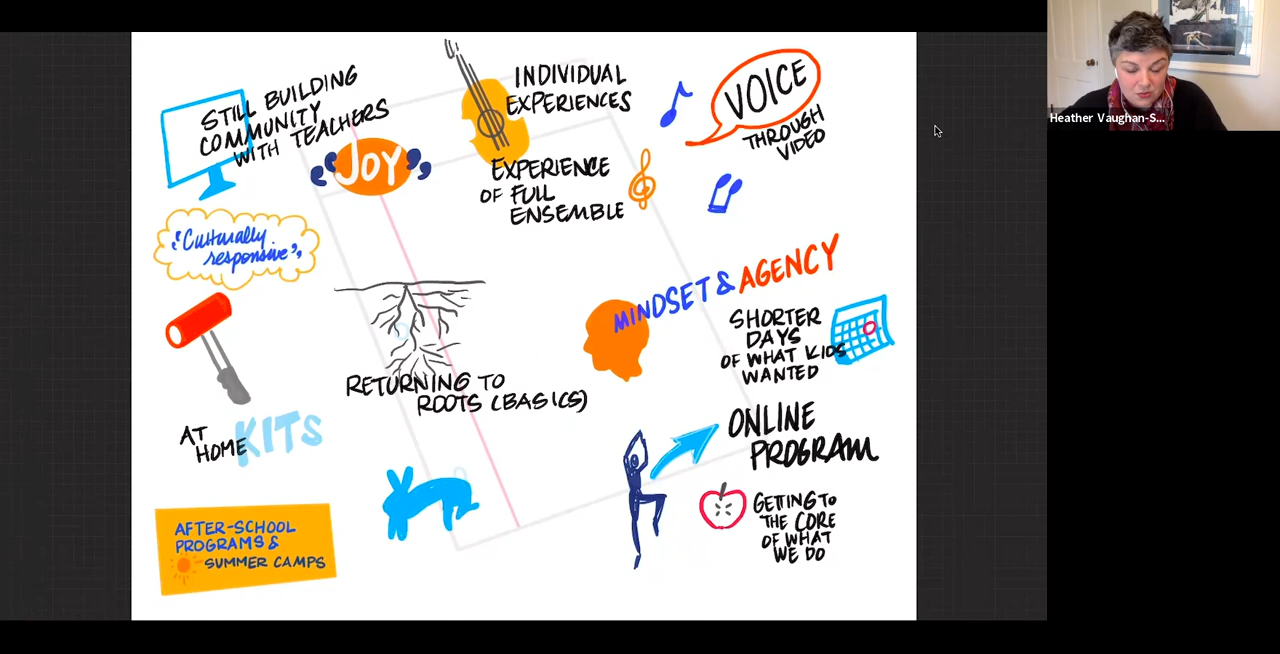 STILL BUILDING
COMMUNITY
WITH TEACHERS
"JOY"
INDIVIDUAL
EXPERIENCES
EXPERIENCE
OF FULL
ENSEMBLE
VOICE
THROUGH
VIDEO
"Culturally
responsive"
MINDSET & AGENCY
SHORTER
DAYS
OF WHAT KIDS
WANTED
RETURNING TO
ROOTS (BASICS)
AT
HOME KITS
ONLINE
PROGRAM
GETTING TO
THE CORE
OF WHAT
WE DO
AFTER-SCHOOL
PROGRAMS &
SUMMER CAMPS
Heather Vaughan-S...